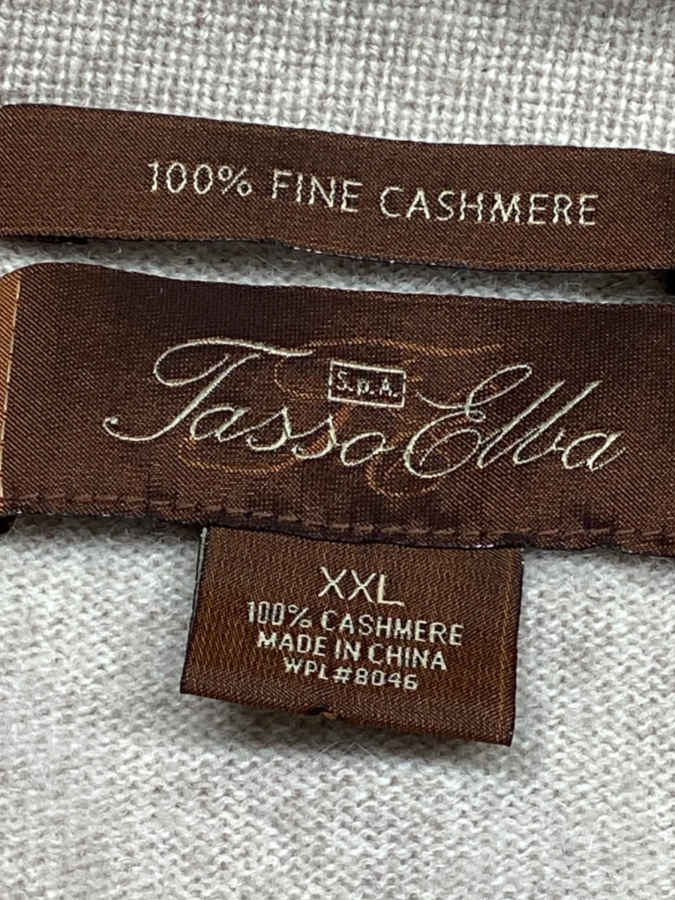 100% FINE CASHMERE
S.p.A.
Tasso Elba
XXL
100% CASHMERE
MADE IN CHINA
WPL#8046